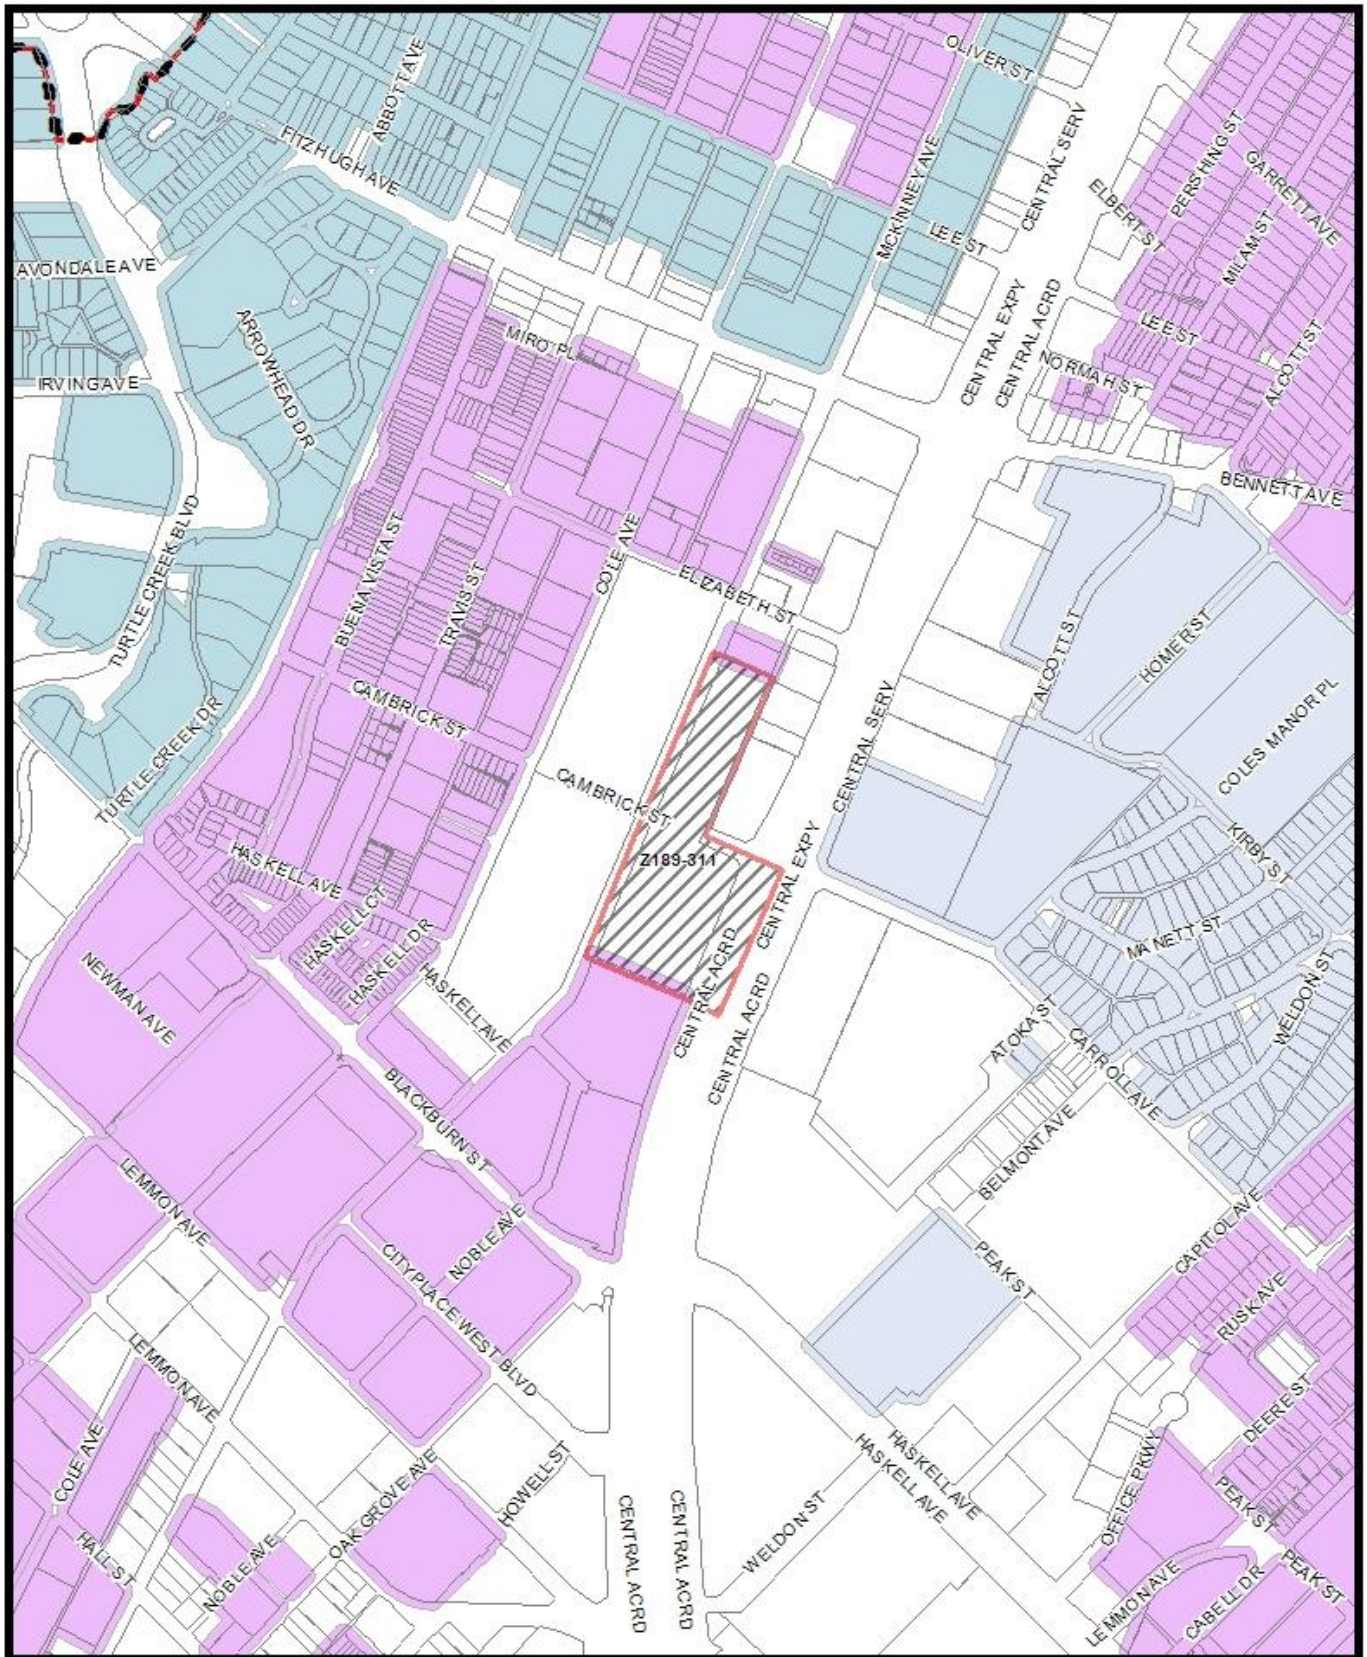 OLIVER ST
ABBOTT AVE
FITZHUGH AVE
MCKINNEY AVE
CENTRAL SERV
PERSHING ST
GARRETT AVE
ELBERT ST
LEE ST
MILAM ST
AVONDALE AVE
CENTRAL EXPY
CENTRAL ACRD
ARROWHEAD DR
MIRO PL
LEE ST
NORMAH ST
ALCOTT ST
IRVING AVE
BENNETT AVE
TURTLE CREEK BLVD
BUENA VISTA ST
TRAVIS ST
COLE AVE
ELIZABETH ST
ALCOTT ST
HOMER ST
CAMBRICK ST
TURTLE CREEK DR
CENTRAL SERV
COLES MANOR PL
CAMBRICK ST
KIRBY ST
HASKELL AVE
Z189-311
CENTRAL EXPY
HASKELL CT
HASKELL DR
MANETT ST
NEWMAN AVE
HASKELL AVE
CENTRAL ACRD
CENTRAL ACRD
WELDON ST
ATOKA ST
CARROLL AVE
BLACKBURN ST
BELMONT AVE
LEMMON AVE
NOBLE AVE
CITYPLACE WEST BLVD
PEAK ST
CAPITOL AVE
RUSK AVE
LEMMON AVE
DEERE ST
COLE AVE
HOWELL ST
OAK GROVE AVE
HASKELL AVE
HASKELL AVE
OFFICE PKWY
PEAK ST
HALL ST
NOBLE AVE
CENTRAL ACRD
CENTRAL ACRD
WELDON ST
LEMMON AVE
CABELL DR
PEAK ST